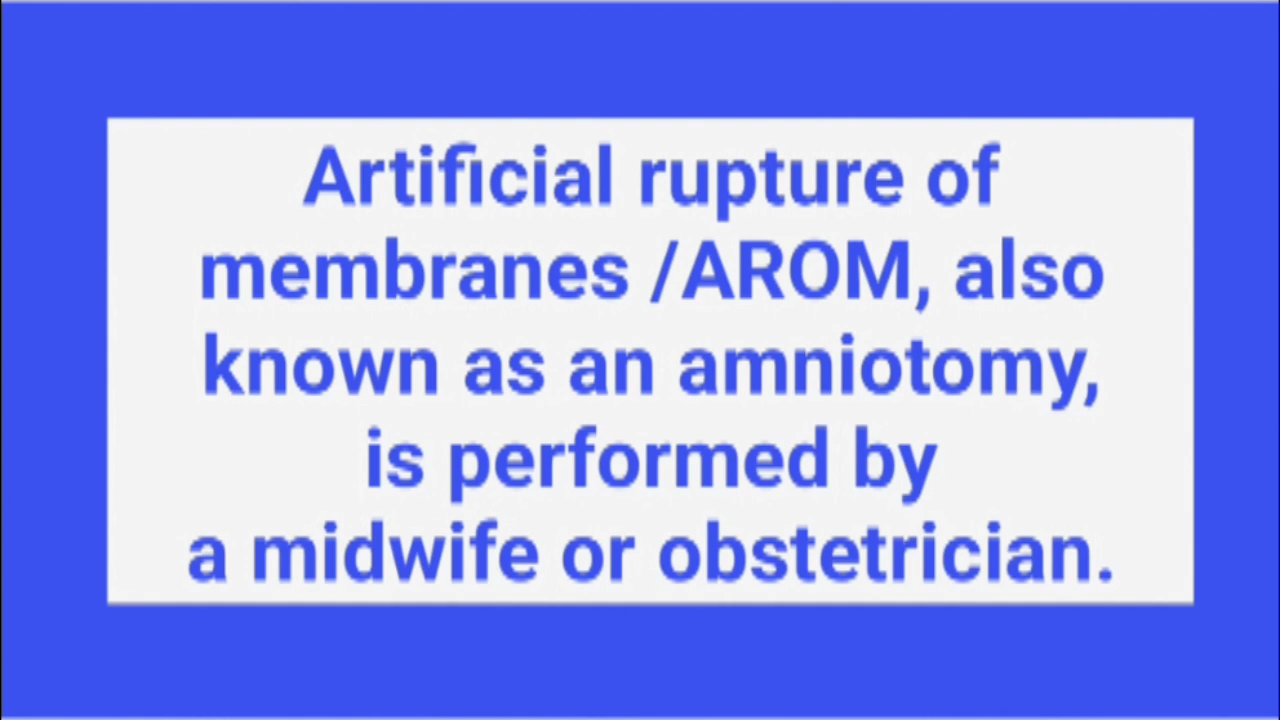 Artificial rupture of
membranes /AROM, also
known as an amniotomy,
is performed by
a midwife or obstetrician.